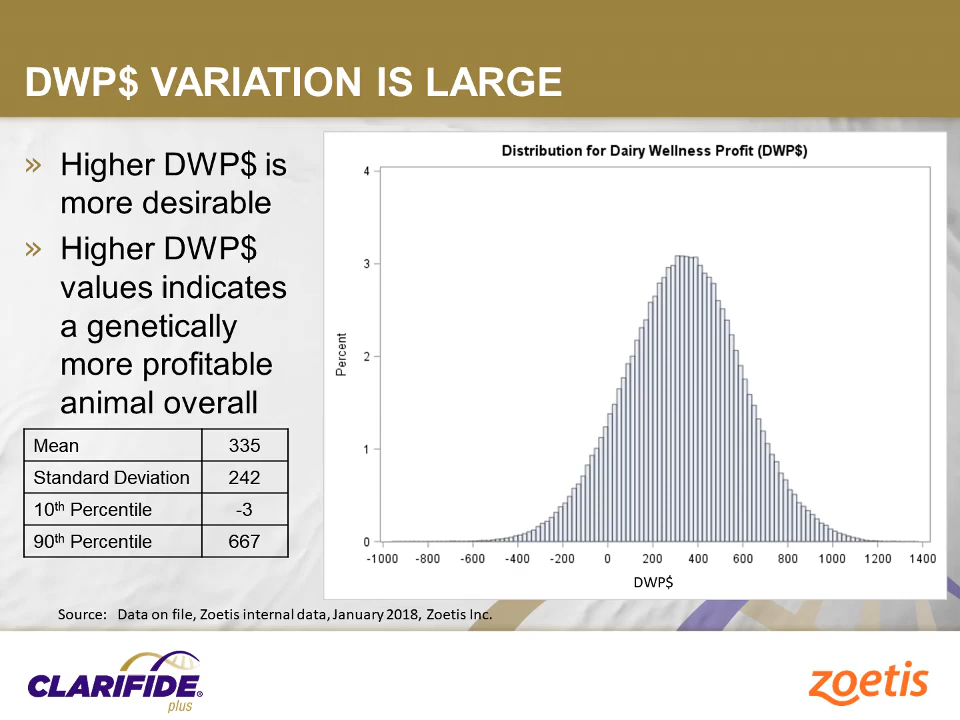 DWP$ VARIATION IS LARGE
» Higher DWP$ is
more desirable
» Higher DWP$
values indicates
a genetically
more profitable
animal overall
Mean 335
Standard Deviation 242
10th Percentile -3
90th Percentile 667
Distribution for Dairy Wellness Profit (DWP$)
4
3
2
1
0
Percent
-1000 -800 -600 -400 -200 0 200 400 600 800 1000 1200 1400
DWP$
Source: Data on file, Zoetis internal data, January 2018, Zoetis Inc.
CLARIFIDE®
plus
zoetis